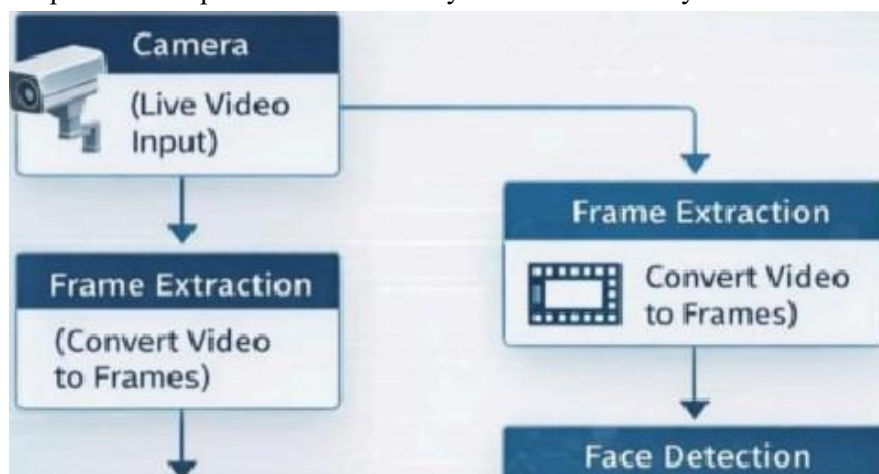 Camera
(Live Video
Input)
Frame Extraction
(Convert Video
to Frames)
Frame Extraction
Convert Video
to Frames)
Face Detection